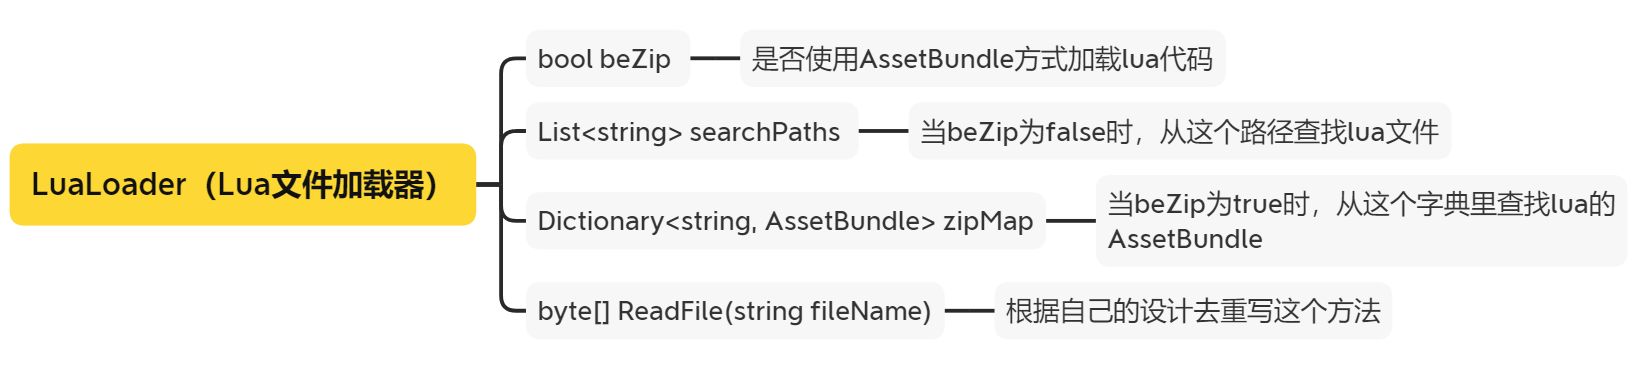 LuaLoader（Lua文件加载器）
bool beZip
是否使用AssetBundle方式加载lua代码
List<string> searchPaths
当beZip为false时，从这个路径查找lua文件
Dictionary<string, AssetBundle> zipMap
当beZip为true时，从这个字典里查找lua的
AssetBundle
byte[] ReadFile(string fileName)
根据自己的设计去重写这个方法